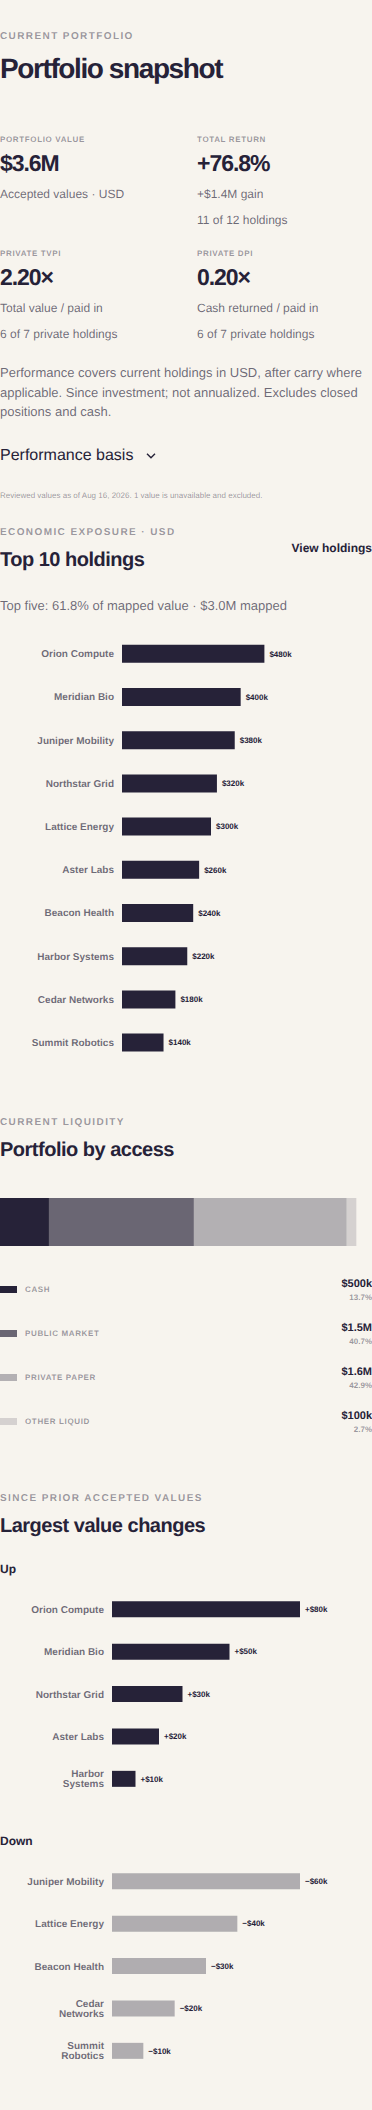 CURRENT PORTFOLIO
Portfolio snapshot
PORTFOLIO VALUE
$3.6M
Accepted values · USD
TOTAL RETURN
+76.8%
+$1.4M gain
11 of 12 holdings
PRIVATE TVPI
2.20×
Total value / paid in
6 of 7 private holdings
PRIVATE DPI
0.20×
Cash returned / paid in
6 of 7 private holdings
Performance covers current holdings in USD, after carry where
applicable. Since investment; not annualized. Excludes closed
positions and cash.
Performance basis
Reviewed values as of Aug 16, 2026. 1 value is unavailable and excluded.
ECONOMIC EXPOSURE · USD
Top 10 holdings
View holdings
Top five: 61.8% of mapped value · $3.0M mapped
Orion Compute $480k
Meridian Bio $400k
Juniper Mobility $380k
Northstar Grid $320k
Lattice Energy $300k
Aster Labs $260k
Beacon Health $240k
Harbor Systems $220k
Cedar Networks $180k
Summit Robotics $140k
CURRENT LIQUIDITY
Portfolio by access
CASH $500k
13.7%
PUBLIC MARKET $1.5M
40.7%
PRIVATE PAPER $1.6M
42.9%
OTHER LIQUID $100k
2.7%
SINCE PRIOR ACCEPTED VALUES
Largest value changes
Up
Orion Compute +$80k
Meridian Bio +$50k
Northstar Grid +$30k
Aster Labs +$20k
Harbor
Systems +$10k
Down
Juniper Mobility −$60k
Lattice Energy −$40k
Beacon Health −$30k
Cedar
Networks −$20k
Summit
Robotics −$10k